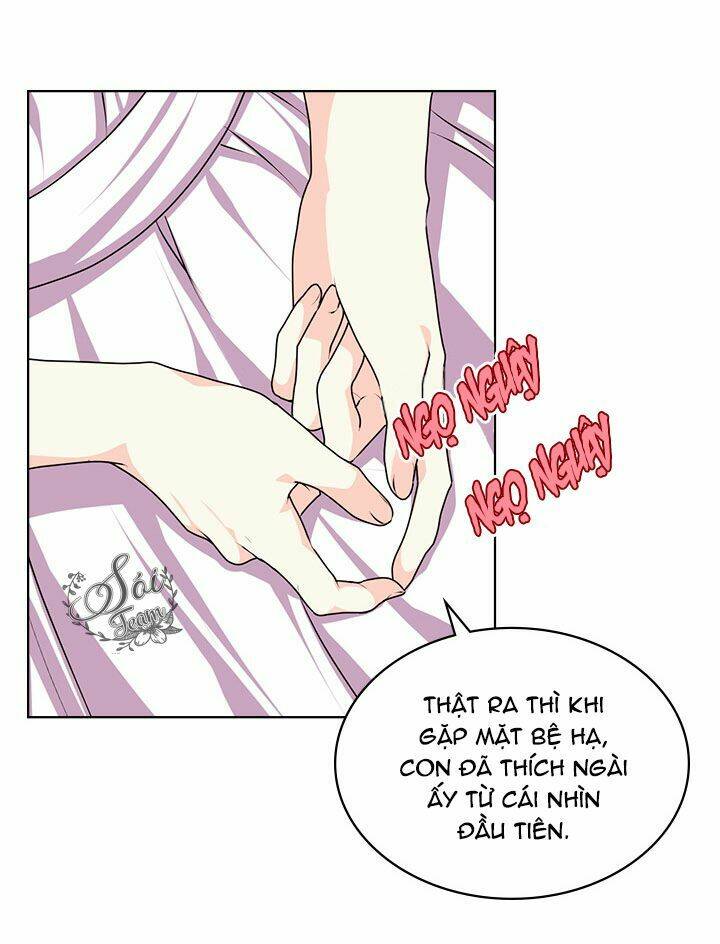 NGỌ NGUẬY
NGỌ NGUẬY
Sói
Team
THẬT RA THÌ KHI
GẶP MẶT BỆ HẠ,
CON ĐÃ THÍCH NGÀI
ẤY TỪ CÁI NHÌN
ĐẦU TIÊN.